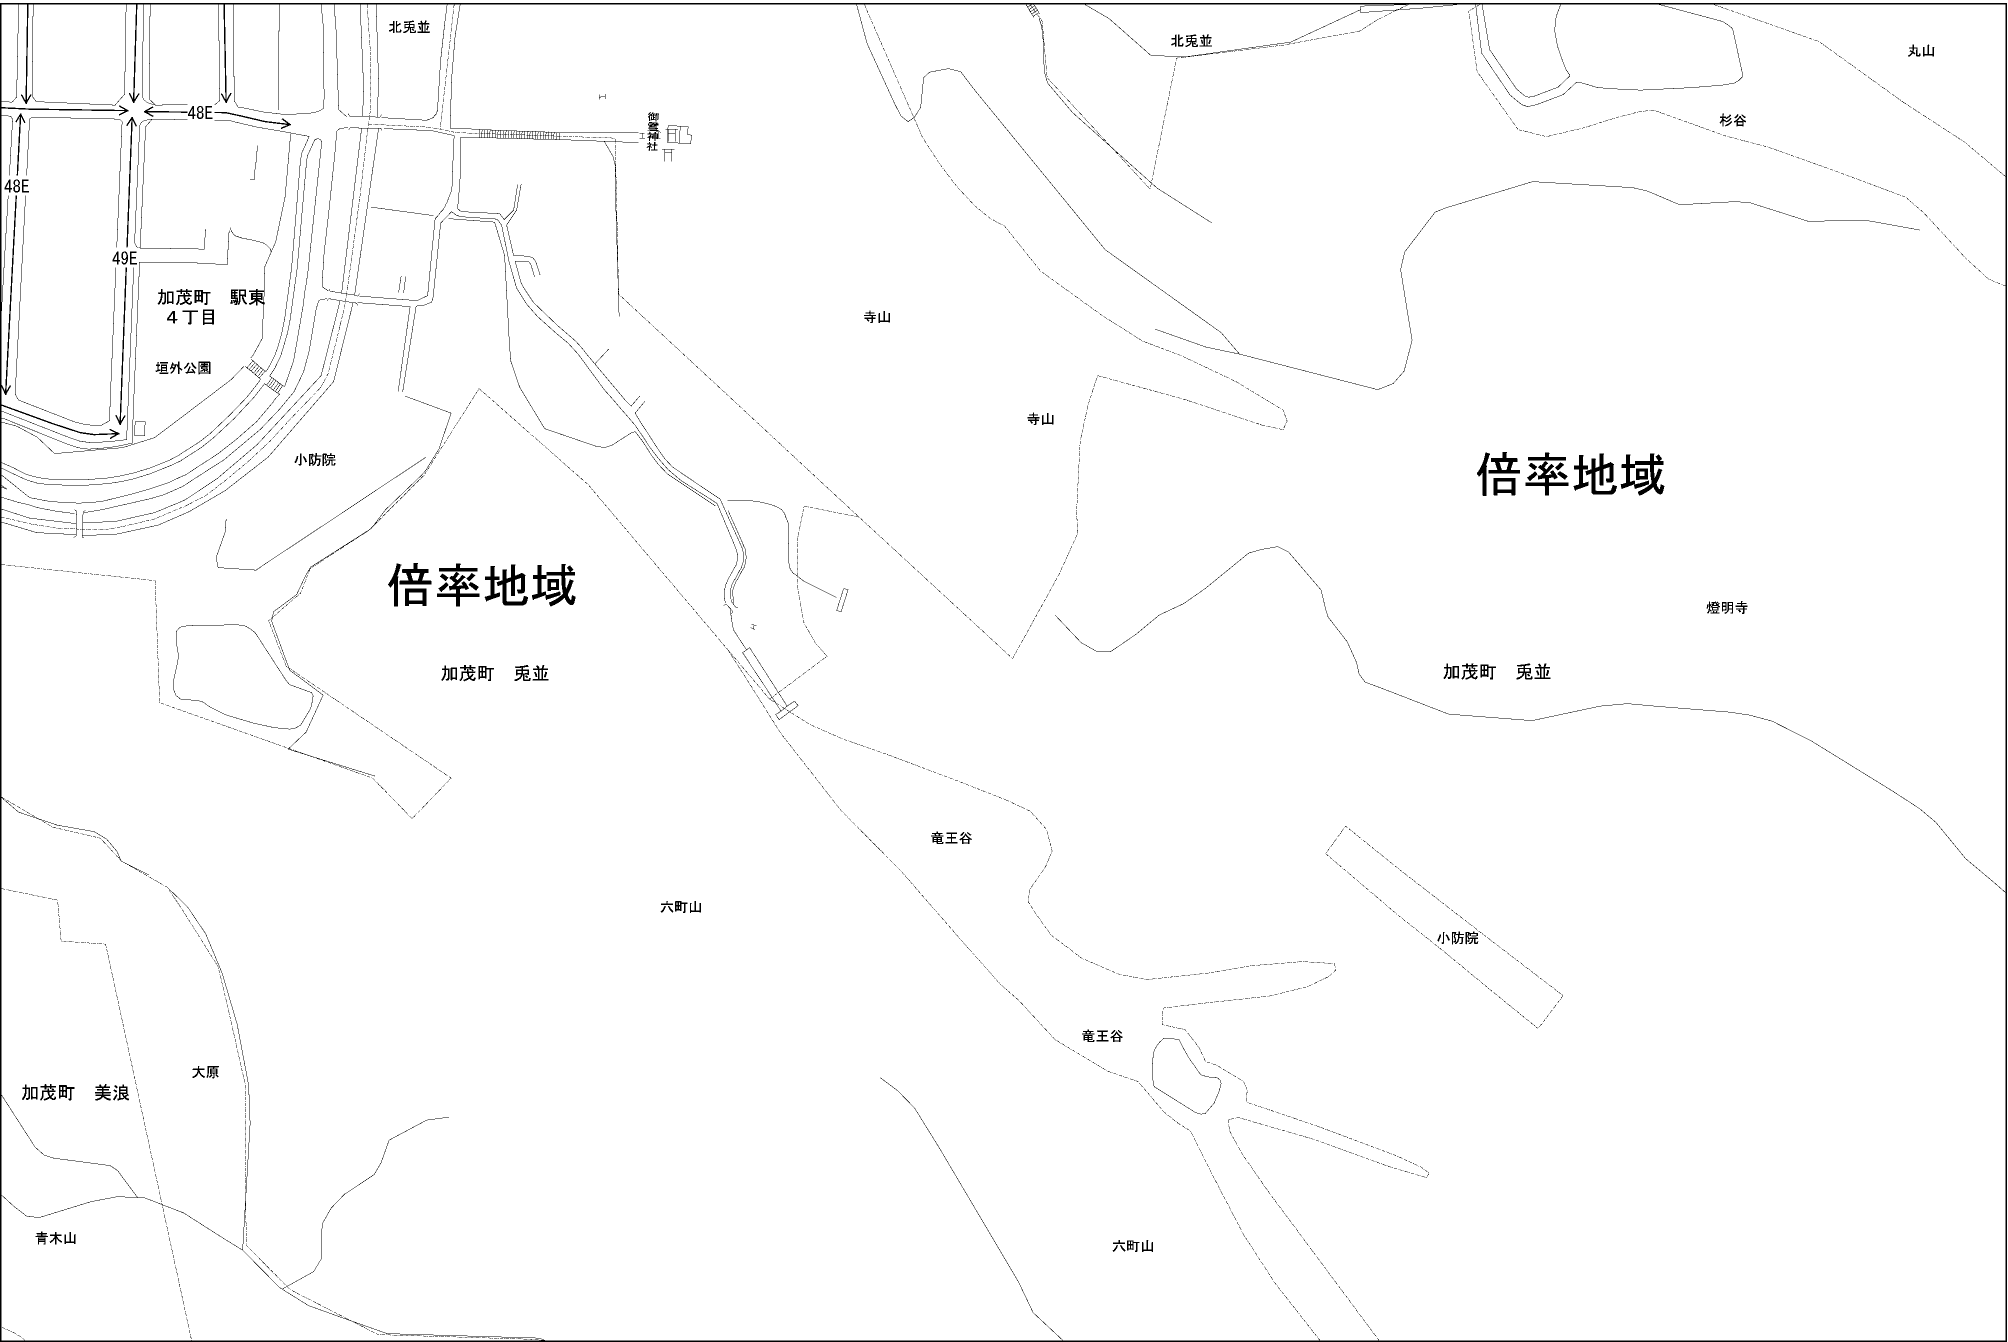 北兎並
北兎並
丸山
48E
杉谷
48E
49E
加茂町　駅東
４丁目
寺山
垣外公園
寺山
小防院
倍率地域
倍率地域
燈明寺
加茂町　兎並
加茂町　兎並
竜王谷
六町山
小防院
竜王谷
大原
加茂町　美浪
青木山
六町山